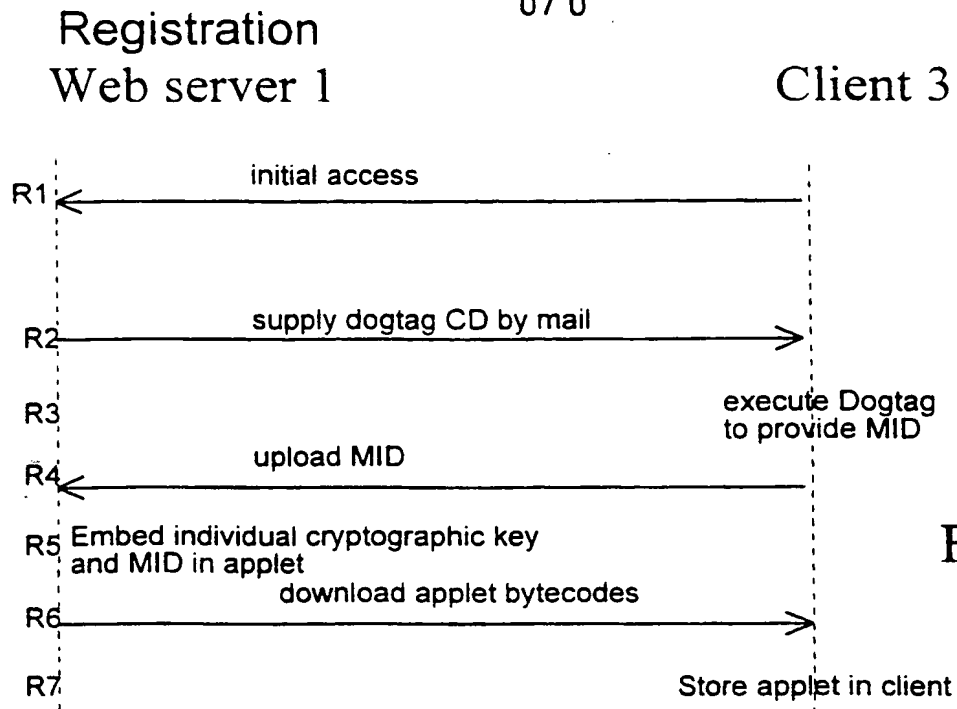 Registration
Web server 1
Client 3
R1
initial access
R2
supply dogtag CD by mail
R3
execute Dogtag
to provide MID
R4
upload MID
R5
Embed individual cryptographic key
and MID in applet
R6
download applet bytecodes
R7
Store applet in client